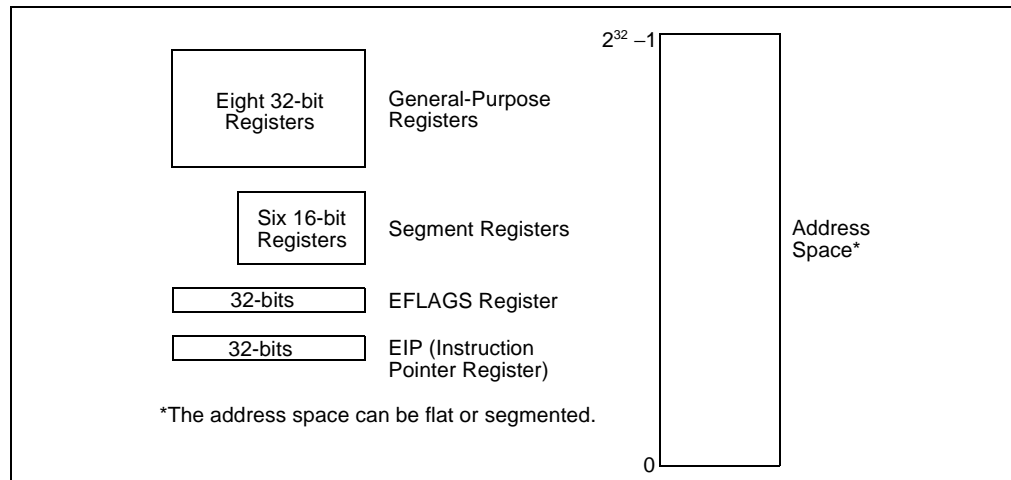 2³² –1
Eight 32-bit
Registers
General-Purpose
Registers
Six 16-bit
Registers
Segment Registers
Address
Space*
32-bits
EFLAGS Register
32-bits
EIP (Instruction
Pointer Register)
*The address space can be flat or segmented.
0